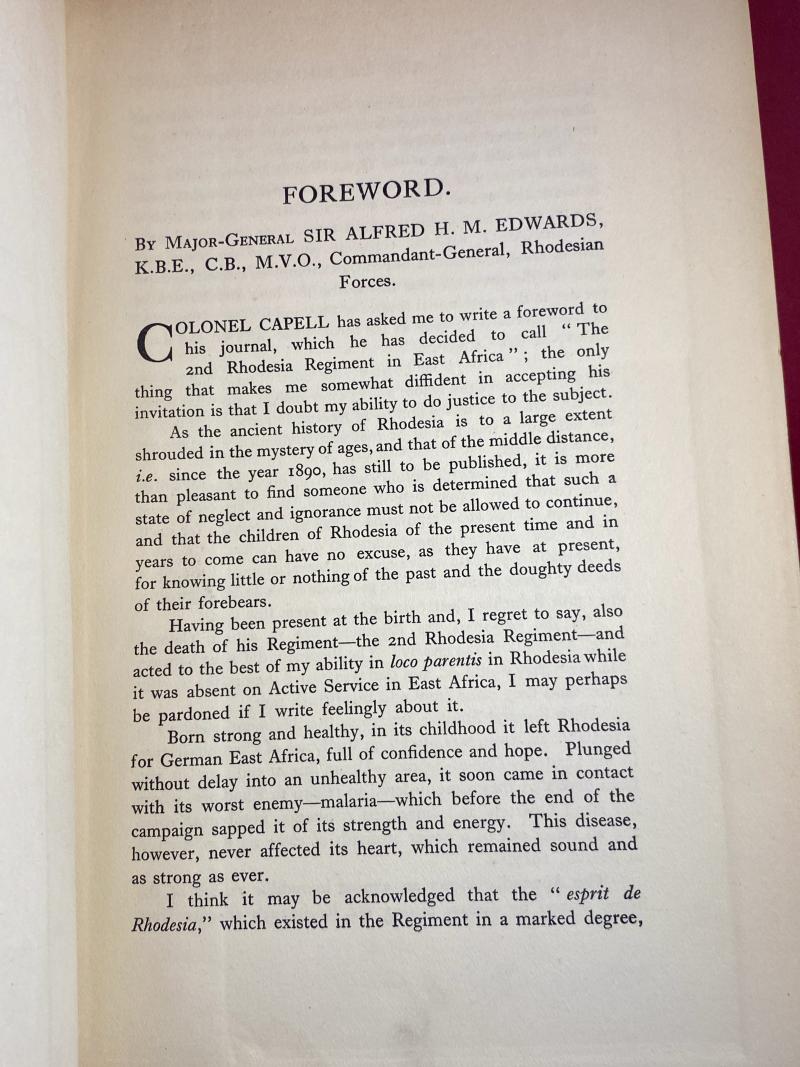 FOREWORD.
By Major-General SIR ALFRED H. M. EDWARDS,
K.B.E., C.B., M.V.O., Commandant-General, Rhodesian
Forces.
COLONEL CAPELL has asked me to write a foreword to
his journal, which he has decided to call “ The
2nd Rhodesia Regiment in East Africa ” ; the only
thing that makes me somewhat diffident in accepting his
invitation is that I doubt my ability to do justice to the subject.
As the ancient history of Rhodesia is to a large extent
shrouded in the mystery of ages, and that of the middle distance,
i.e. since the year 1890, has still to be published, it is more
than pleasant to find someone who is determined that such a
state of neglect and ignorance must not be allowed to continue,
and that the children of Rhodesia of the present time and in
years to come can have no excuse, as they have at present,
for knowing little or nothing of the past and the doughty deeds
of their forebears.
Having been present at the birth and, I regret to say, also
the death of his Regiment—the 2nd Rhodesia Regiment—and
acted to the best of my ability in loco parentis in Rhodesia while
it was absent on Active Service in East Africa, I may perhaps
be pardoned if I write feelingly about it.
Born strong and healthy, in its childhood it left Rhodesia
for German East Africa, full of confidence and hope. Plunged
without delay into an unhealthy area, it soon came in contact
with its worst enemy—malaria—which before the end of the
campaign sapped it of its strength and energy. This disease,
however, never affected its heart, which remained sound and
as strong as ever.
I think it may be acknowledged that the “ esprit de
Rhodesia,” which existed in the Regiment in a marked degree,